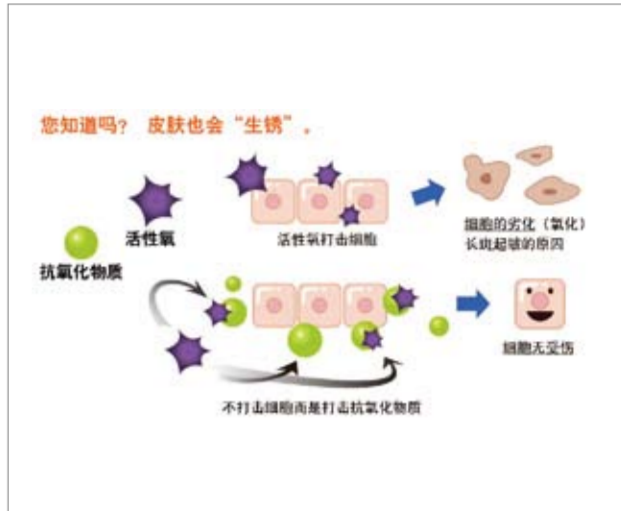 您知道吗？ 皮肤也会“生锈”。
活性氧
抗氧化物质
活性氧打击细胞
细胞的劣化（氧化）
长斑起皱的原因
细胞无受伤
不打击细胞而是打击抗氧化物质